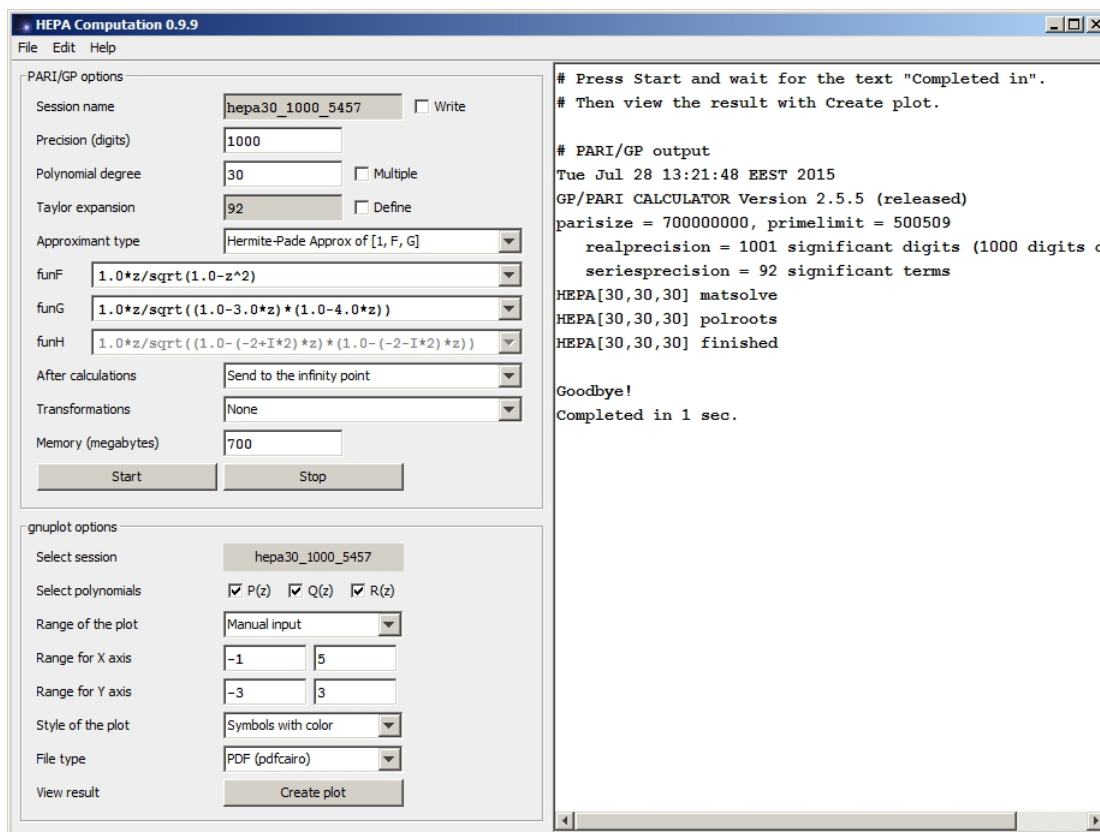 HEPA Computation 0.9.9
File Edit Help
PARI/GP options
Session name hepa30_1000_5457 Write
Precision (digits) 1000
Polynomial degree 30 Multiple
Taylor expansion 92 Define
Approximant type Hermite-Pade Approx of [1, F, G]
funF 1.0*z/sqrt(1.0-z^2)
funG 1.0*z/sqrt((1.0-3.0*z)*(1.0-4.0*z))
funH 1.0*z/sqrt((1.0-(-2+I*2)*z)*(1.0-(-2-I*2)*z))
After calculations Send to the infinity point
Transformations None
Memory (megabytes) 700
Start Stop
gnuplot options
Select session hepa30_1000_5457
Select polynomials P(z) Q(z) R(z)
Range of the plot Manual input
Range for X axis -1 5
Range for Y axis -3 3
Style of the plot Symbols with color
File type PDF (pdfcairo)
View result Create plot
# Press Start and wait for the text "Completed in".
# Then view the result with Create plot.
# PARI/GP output
Tue Jul 28 13:21:48 EEST 2015
GP/PARI CALCULATOR Version 2.5.5 (released)
parisize = 700000000, primelimit = 500509
realprecision = 1001 significant digits (1000 digits
seriesprecision = 92 significant terms
HEPA[30,30,30] matsolve
HEPA[30,30,30] polroots
HEPA[30,30,30] finished
Goodbye!
Completed in 1 sec.